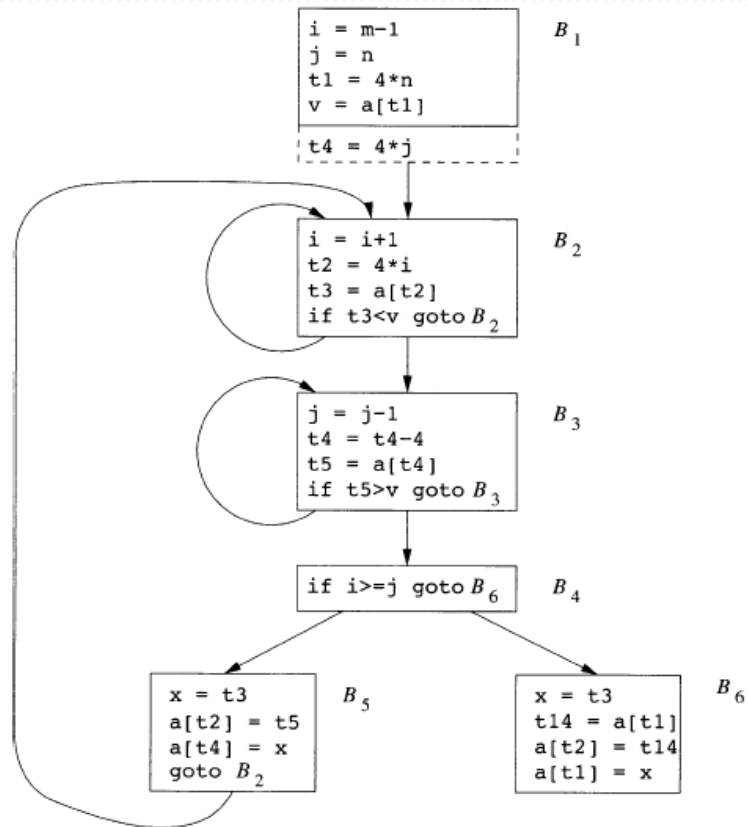 i = m-1
j = n
t1 = 4*n
v = a[t1]
B1
t4 = 4*j
i = i+1
t2 = 4*i
t3 = a[t2]
if t3<v goto B2
B2
j = j-1
t4 = t4-4
t5 = a[t4]
if t5>v goto B3
B3
if i>=j goto B6
B4
x = t3
a[t2] = t5
a[t4] = x
goto B2
B5
x = t3
t14 = a[t1]
a[t2] = t14
a[t1] = x
B6